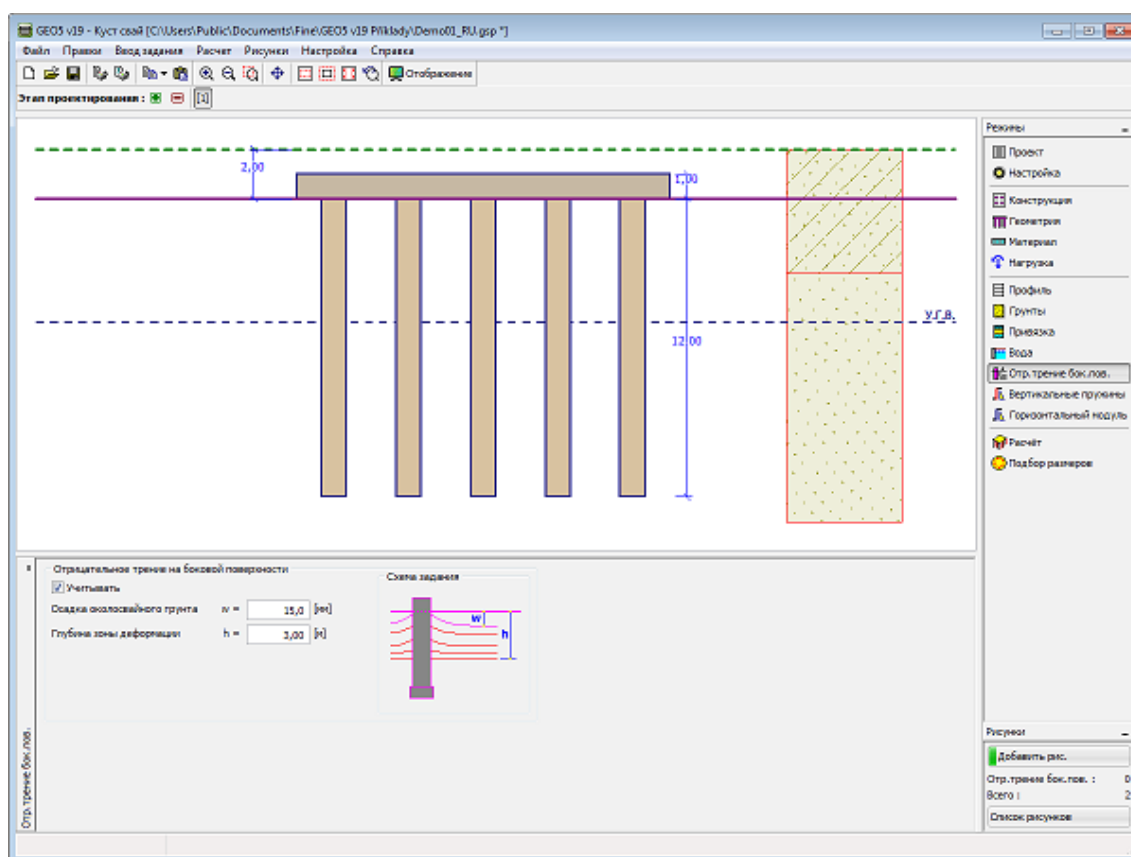 GEO5 v19 - Куст свай [C:\Users\Public\Documents\Fine\GEO5 v19 Příklady\Demo01_RU.gsp *]
Файл Правки Ввод задания Расчет Рисунки Настройка Справка
Отображение
Этап проектирования : [1]
2,00
1,00
12,00
У.Г.В.
Режимы
Проект
Настройка
Конструкция
Геометрия
Материал
Нагрузка
Профиль
Грунты
Привязка
Вода
Отр.трение бок.пов.
Вертикальные пружины
Горизонтальный модуль
Расчёт
Подбор размеров
Отрицательное трение на боковой поверхности
Учитывать
Осадка околосвайного грунта w = 15,0 [мм]
Глубина зоны деформации h = 3,00 [м]
Схема задания
w
h
Отр.трение бок.пов.
Рисунки
Добавить рис.
Отр.трение бок.пов. : 0
Всего : 2
Список рисунков